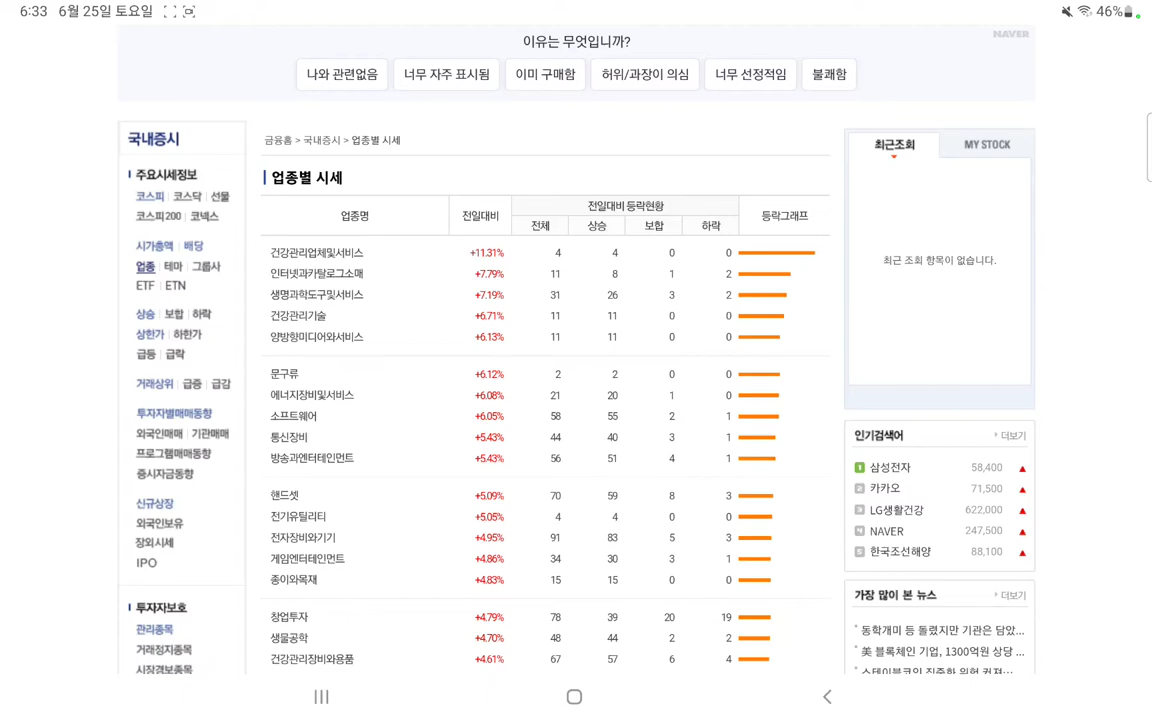 6:33 6월 25일 토요일
46%
이유는 무엇입니까?
NAVER
나와 관련없음 너무 자주 표시됨 이미 구매함 허위/과장이 의심 너무 선정적임 불쾌함
국내증시
주요시세정보
코스피 | 코스닥 | 선물
코스피200 | 코넥스
시가총액 | 배당
업종 | 테마 | 그룹사
ETF | ETN
상승 | 보합 | 하락
상한가 | 하한가
급등 | 급락
거래상위 | 급증 | 급감
투자자별매매동향
외국인매매 | 기관매매
프로그램매매동향
증시자금동향
신규상장
외국인보유
장외시세
IPO
투자자보호
관리종목
거래정지종목
시장경보종목
금융홈 > 국내증시 > 업종별 시세
업종별 시세
업종명 전일대비 전일대비 등락현황 등락그래프
전체 상승 보합 하락
건강관리업체및서비스 +11.31% 4 4 0 0
인터넷과카탈로그소매 +7.79% 11 8 1 2
생명과학도구및서비스 +7.19% 31 26 3 2
건강관리기술 +6.71% 11 11 0 0
양방향미디어와서비스 +6.13% 11 11 0 0
문구류 +6.12% 2 2 0 0
에너지장비및서비스 +6.08% 21 20 1 0
소프트웨어 +6.05% 58 55 2 1
통신장비 +5.43% 44 40 3 1
방송과엔터테인먼트 +5.43% 56 51 4 1
핸드셋 +5.09% 70 59 8 3
전기유틸리티 +5.05% 4 4 0 0
전자장비와기기 +4.95% 91 83 5 3
게임엔터테인먼트 +4.86% 34 30 3 1
종이와목재 +4.83% 15 15 0 0
창업투자 +4.79% 78 39 20 19
생물공학 +4.70% 48 44 2 2
건강관리장비와용품 +4.61% 67 57 6 4
최근조회 MY STOCK
최근 조회 항목이 없습니다.
인기검색어 더보기
1 삼성전자 58,400 ▲
2 카카오 71,500 ▲
3 LG생활건강 622,000 ▲
4 NAVER 247,500 ▲
5 한국조선해양 88,100 ▲
가장 많이 본 뉴스 더보기
동학개미 등 돌렸지만 기관은 담았...
美 블록체인 기업, 1300억원 상당 ...
스테이블코인 집중화 위험 커져…